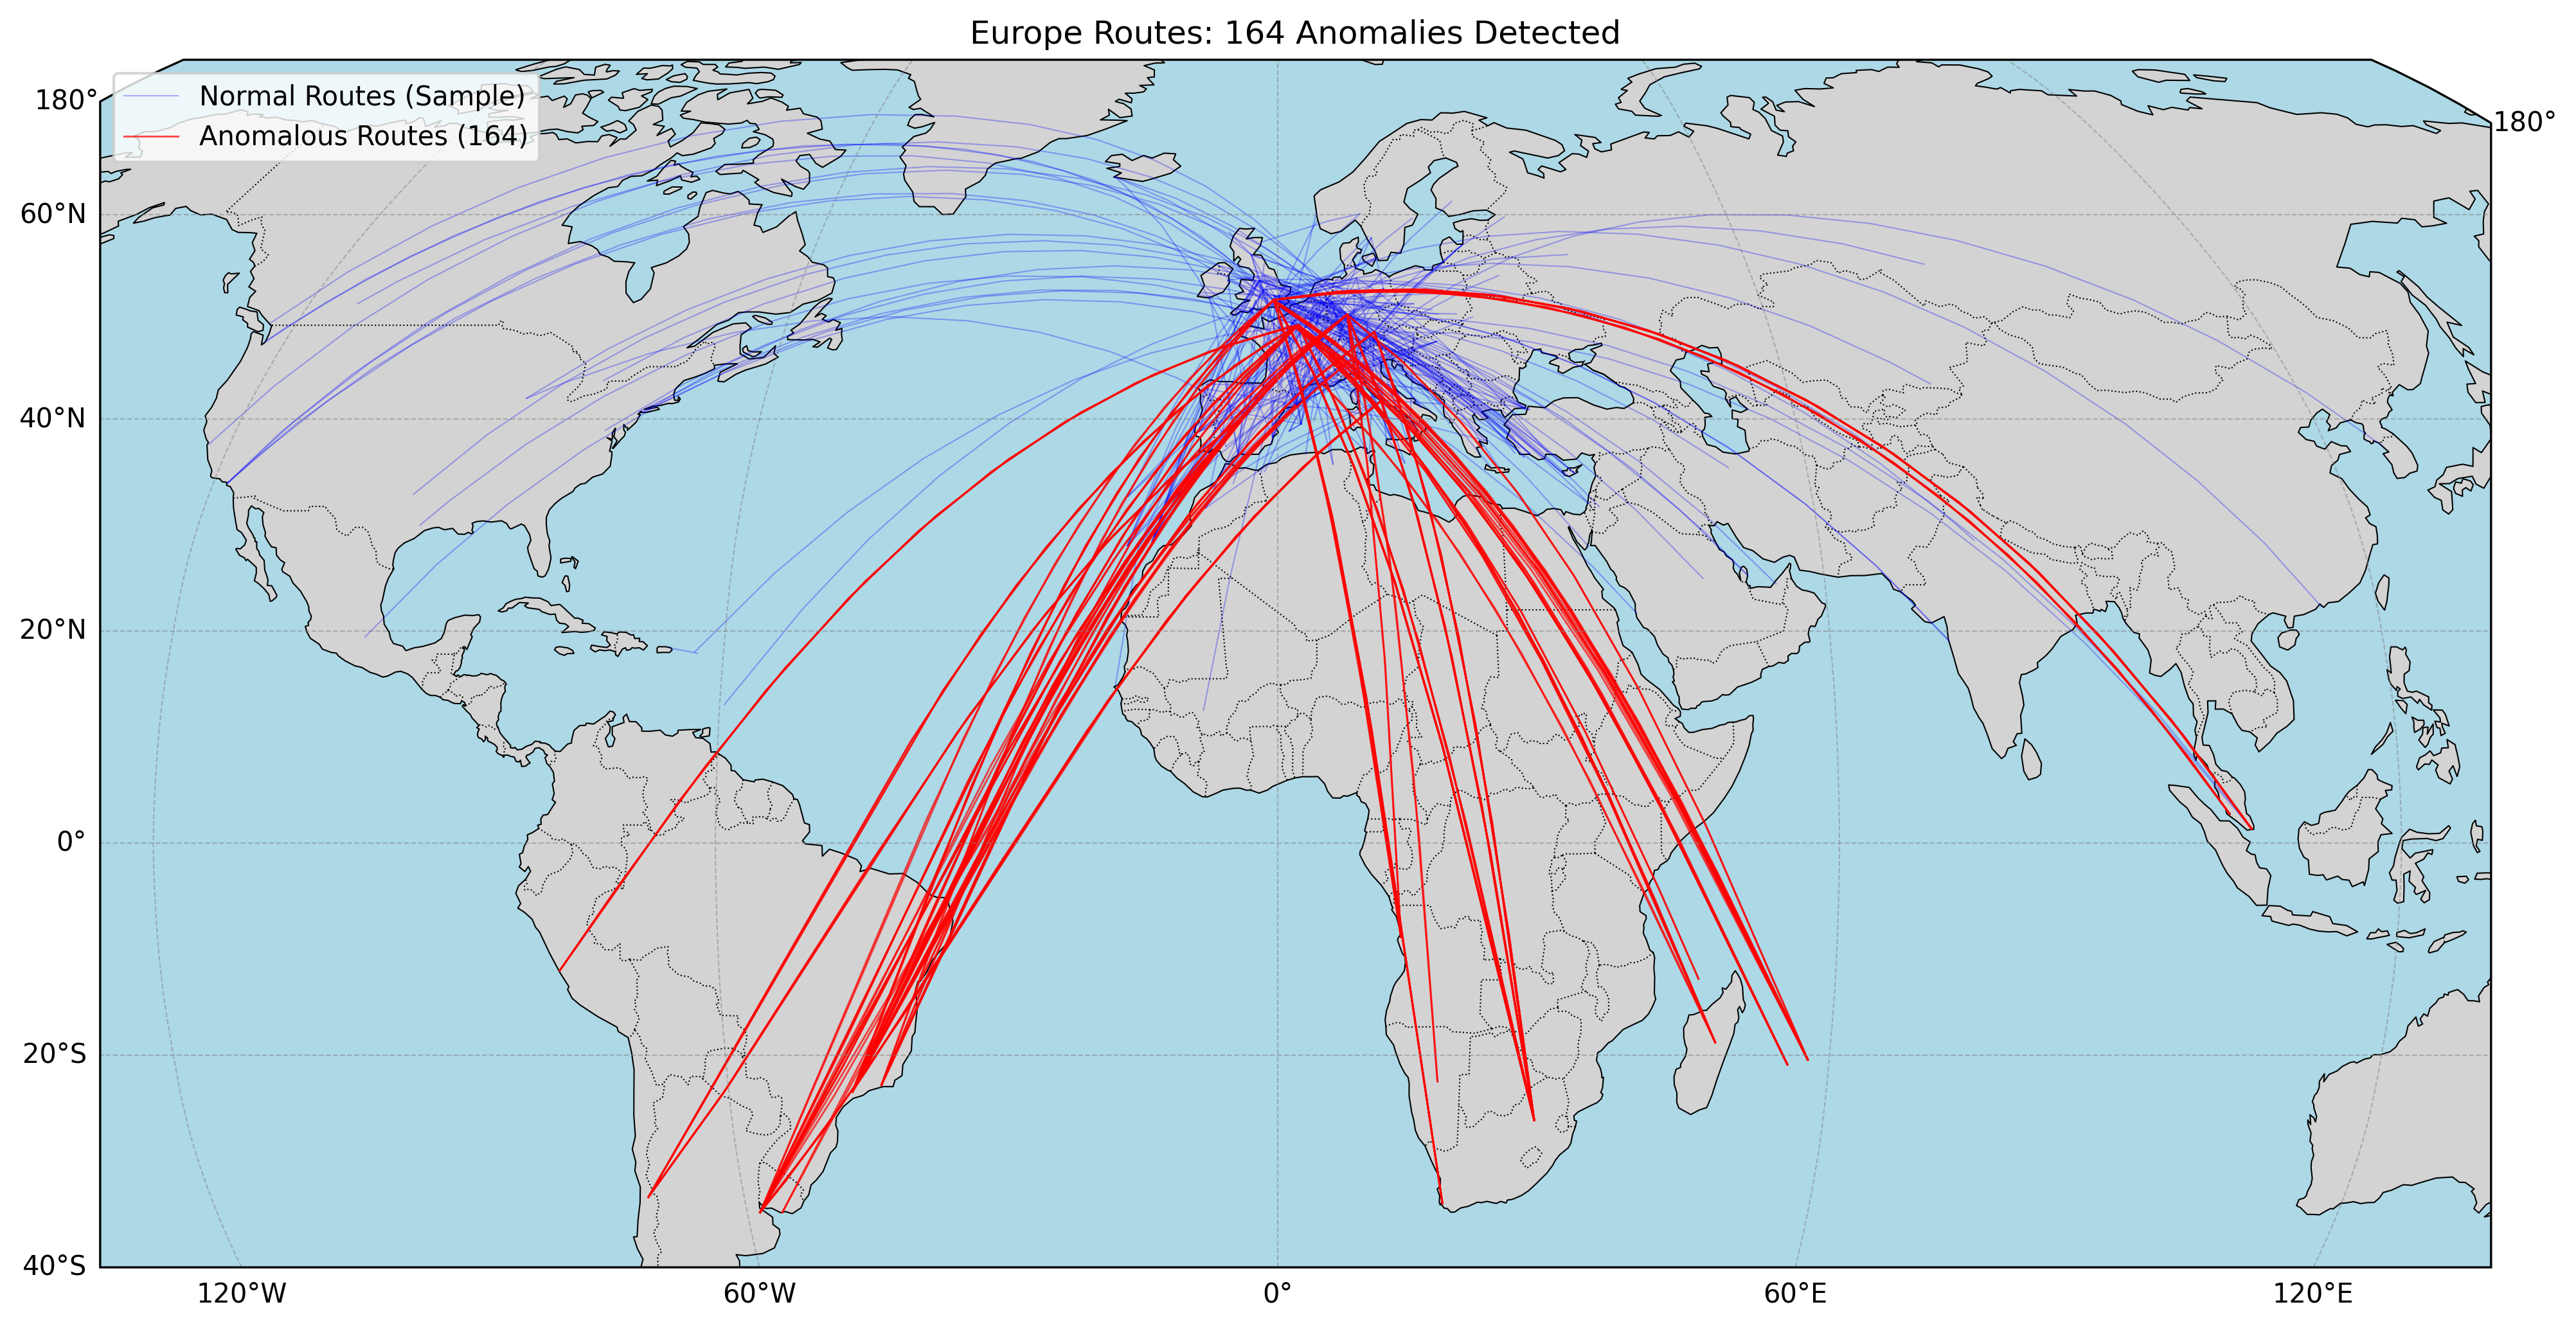 Europe Routes: 164 Anomalies Detected
Normal Routes (Sample)
Anomalous Routes (164)
180°
180°
60°N
40°N
20°N
0°
20°S
40°S
120°W
60°W
0°
60°E
120°E